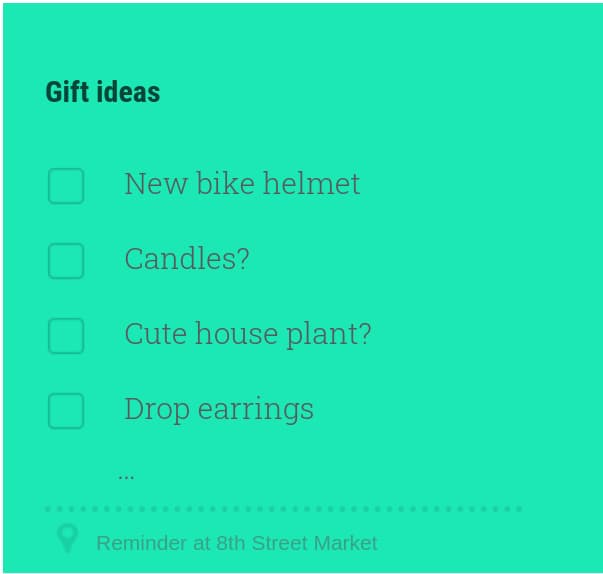 Gift ideas
New bike helmet
Candles?
Cute house plant?
Drop earrings
...
Reminder at 8th Street Market